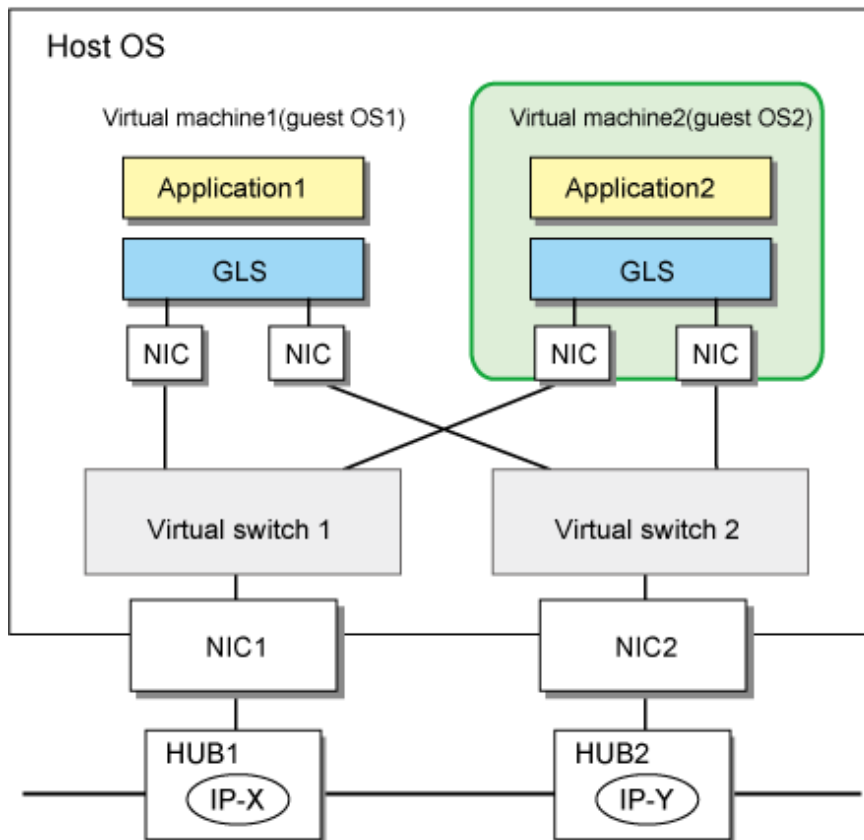 Host OS
Virtual machine1(guest OS1)
Virtual machine2(guest OS2)
Application1
Application2
GLS
GLS
NIC
NIC
NIC
NIC
Virtual switch 1
Virtual switch 2
NIC1
NIC2
HUB1
HUB2
IP-X
IP-Y